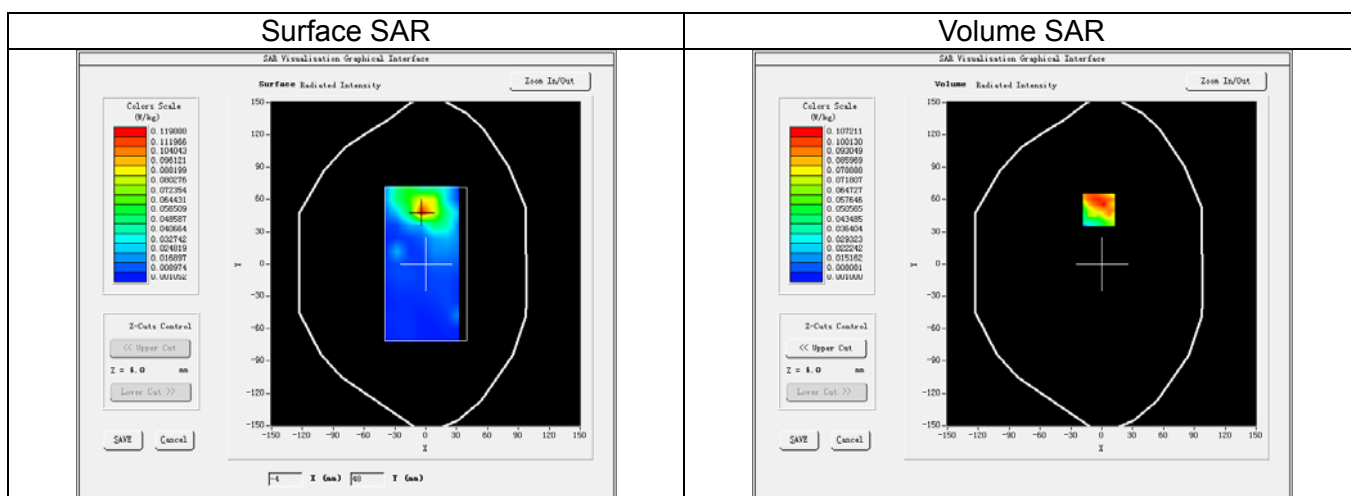 Surface SAR
SAR Visualisation Graphical Interface
Surface Radiated Intensity
Zoom In/Out
Colors Scale
(W/kg)
0.119888
0.111966
0.104043
0.096121
0.088199
0.080276
0.072354
0.064431
0.056509
0.048587
0.040664
0.032742
0.024819
0.016897
0.008974
0.001052
150
120
90
60
30
0
-30
-60
-90
-120
-150
Y
-150 -120 -90 -60 -30 0 30 60 90 120 150
X
Z-Cuts Control
<< Upper Cut
Z = 4.0 mm
Lower Cut >>
SAVE Cancel
-4 X (mm) 48 Y (mm)
Volume SAR
SAR Visualisation Graphical Interface
Volume Radiated Intensity
Zoom In/Out
Colors Scale
(W/kg)
0.107211
0.100130
0.093049
0.085969
0.078888
0.071807
0.064727
0.057646
0.050565
0.043485
0.036404
0.029323
0.022242
0.015162
0.008081
0.001000
150
120
90
60
30
0
-30
-60
-90
-120
-150
Y
-150 -120 -90 -60 -30 0 30 60 90 120 150
X
Z-Cuts Control
<< Upper Cut
Z = 4.0 mm
Lower Cut >>
SAVE Cancel